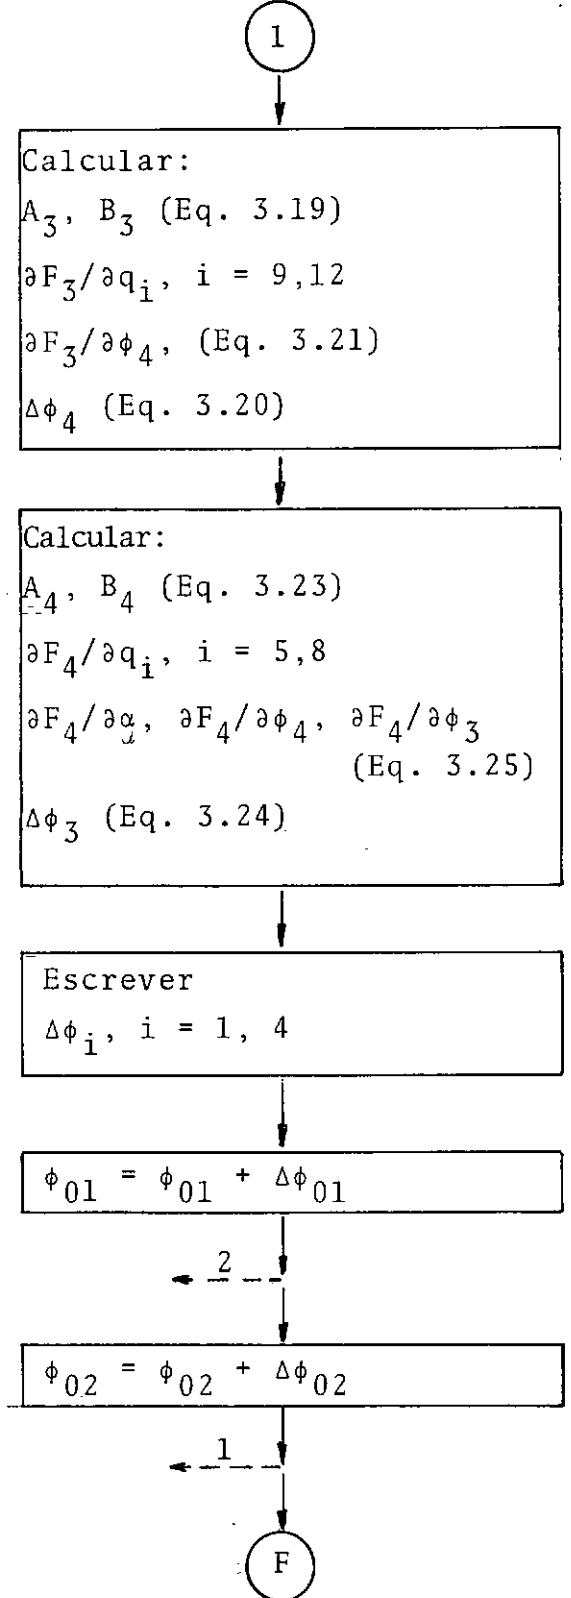 1
Calcular:
A₃, B₃ (Eq. 3.19)
∂F₃/∂qᵢ, i = 9,12
∂F₃/∂ϕ₄, (Eq. 3.21)
Δϕ₄ (Eq. 3.20)
Calcular:
A₄, B₄ (Eq. 3.23)
∂F₄/∂qᵢ, i = 5,8
∂F₄/∂α, ∂F₄/∂ϕ₄, ∂F₄/∂ϕ₃
(Eq. 3.25)
Δϕ₃ (Eq. 3.24)
Escrever
Δϕᵢ, i = 1, 4
ϕ₀₁ = ϕ₀₁ + Δϕ₀₁
2
ϕ₀₂ = ϕ₀₂ + Δϕ₀₂
1
F